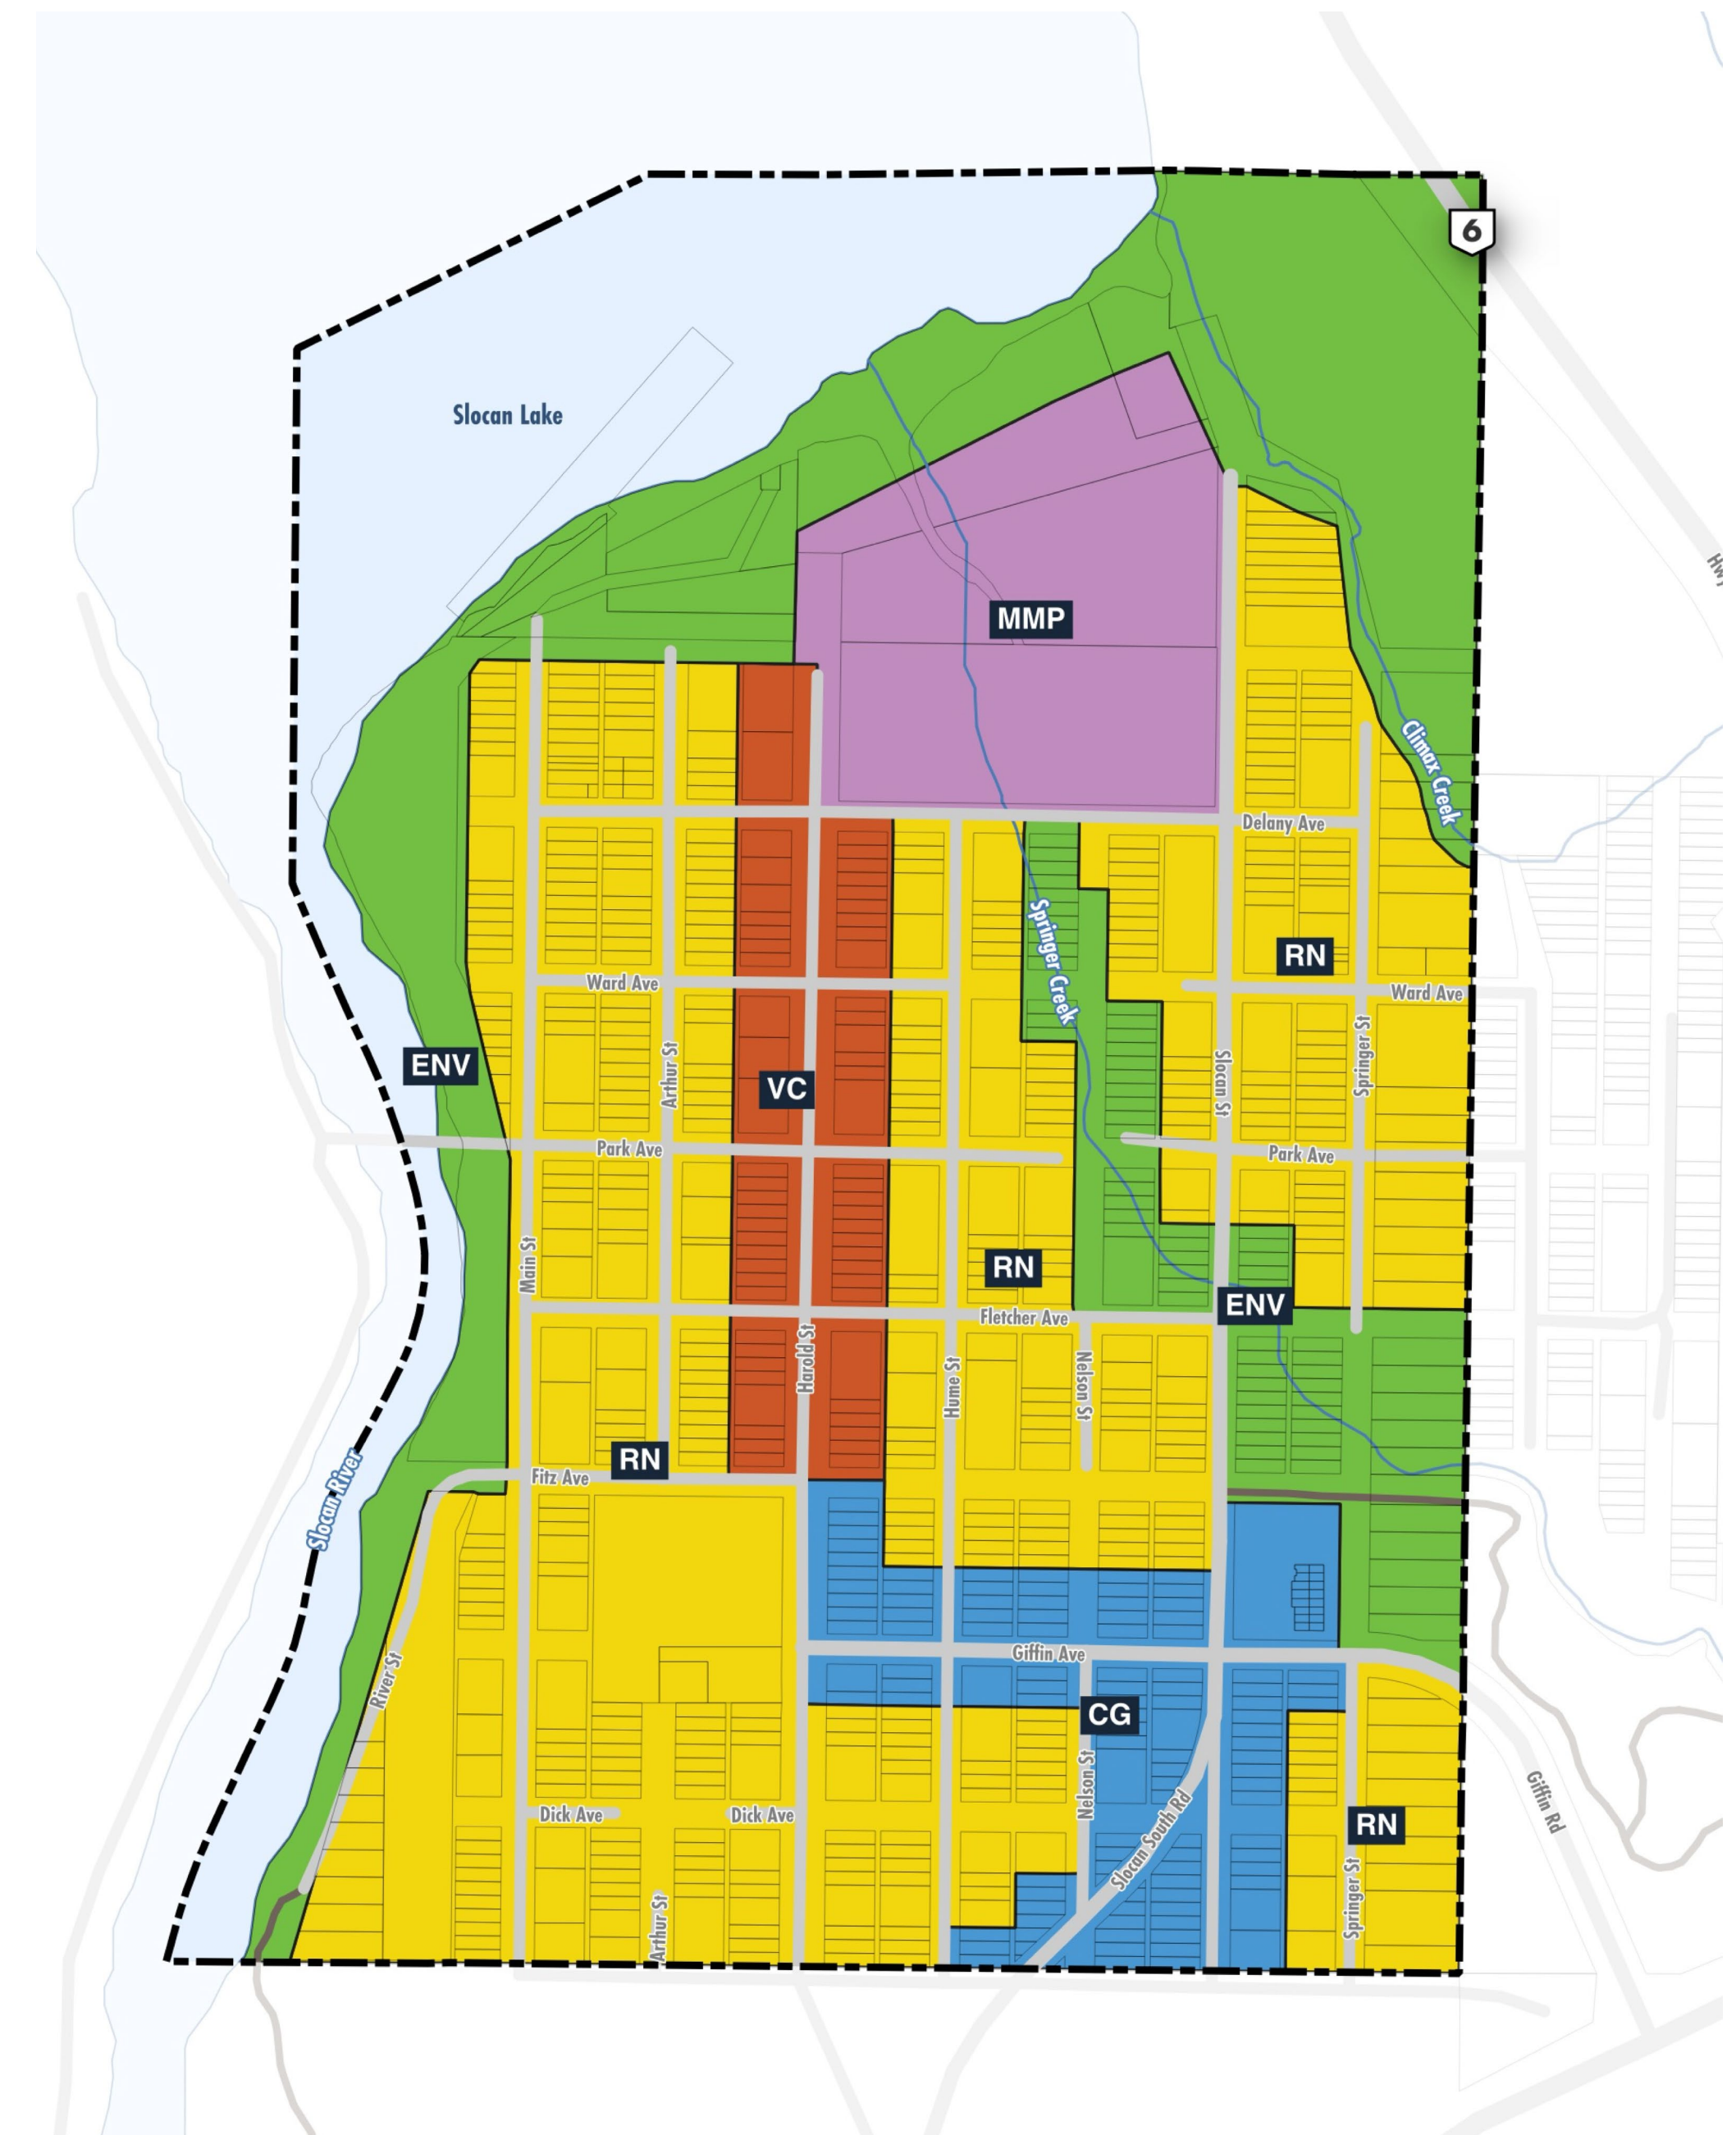 6
Slocan Lake
Hwy
MMP
Climax Creek
Delany Ave
Springer Creek
RN
Ward Ave
Ward Ave
ENV
Arthur St
VC
Slocan St
Springer St
Park Ave
Park Ave
Main St
RN
ENV
Fletcher Ave
Harold St
Hume St
Nelson St
RN
Fitz Ave
Slocan River
River St
Giffin Ave
CG
Nelson St
Slocan South Rd
Dick Ave
Dick Ave
RN
Giffin Rd
Arthur St
Springer St